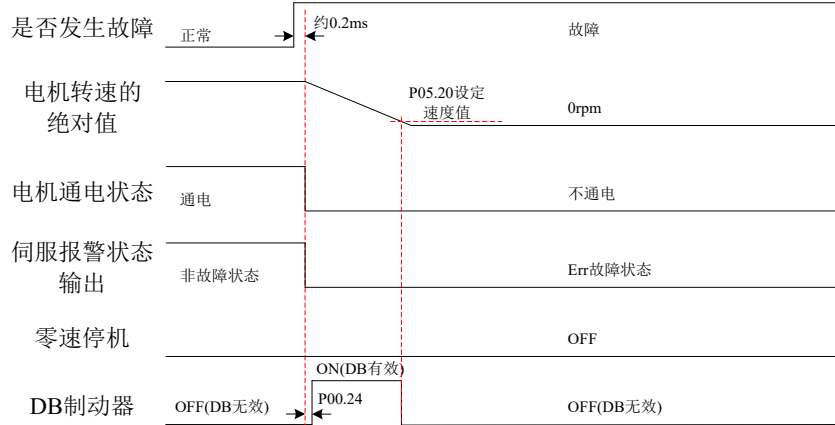 是否发生故障
正常
约0.2ms
故障
电机转速的
绝对值
P05.20设定
速度值
0rpm
电机通电状态
通电
不通电
伺服报警状态
输出
非故障状态
Err故障状态
零速停机
OFF
ON(DB有效)
DB制动器
OFF(DB无效)
P00.24
OFF(DB无效)